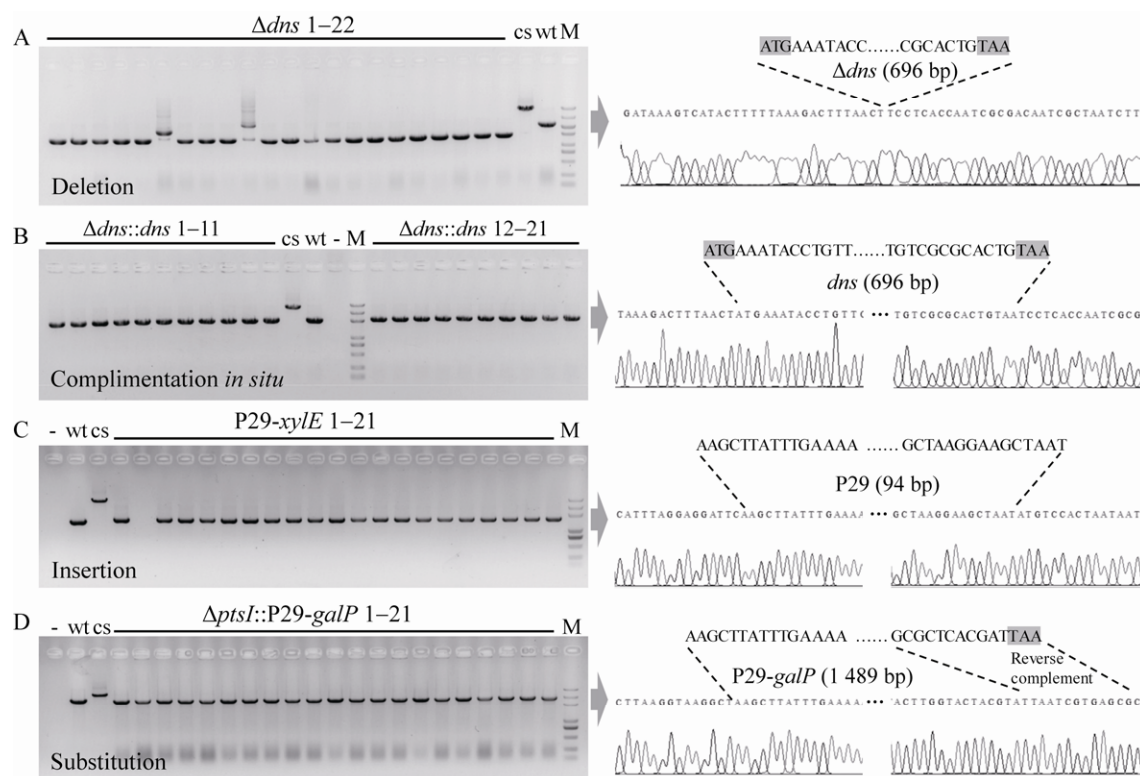 A
Δdns 1–22
cs wt M
Deletion
ATGAAATACC......CGCACTGTAA
Δdns (696 bp)
GATAAAGTCATACTTTTTAAAGACTTTAACTTCCTCACCAATCGCGACAATCGCTAATCTT
B
Δdns::dns 1–11
cs wt - M
Δdns::dns 12–21
Complimentation in situ
ATGAAATACCTGTT......TGTCGCGCACTGTAA
dns (696 bp)
TAAAGACTTTAACTATGAAATACCTGTTC ••• TGTCGCGCACTGTAATCCTCACCAATCGCG
C
- wt cs
P29-xylE 1–21
M
Insertion
AAGCTTATTTGAAAA ......GCTAAGGAAGCTAAT
P29 (94 bp)
CATTTAGGAGGATTCAAGCTTATTTGAAAA ••• GCTAAGGAAGCTAATATGTCCACTAATAAT
D
- wt cs
ΔptsI::P29-galP 1–21
M
Substitution
AAGCTTATTTGAAAA ......GCGCTCACGATTAA
P29-galP (1 489 bp)
Reverse
complement
CTTAAGGTAAGGCTAAGCTTATTTGAAAA ••• ACTTGGTACTACGTATTAATCGTGAGCGC